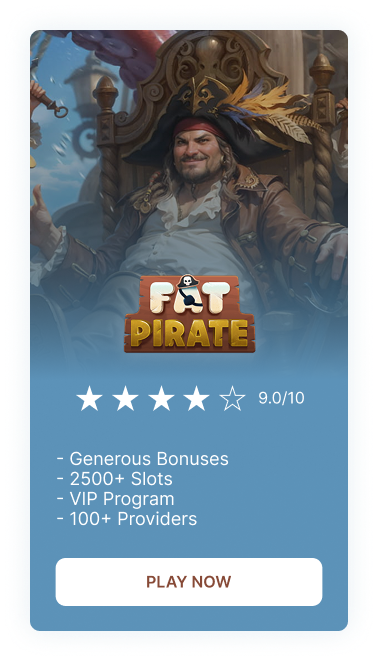 FAT
PIRATE
9.0/10
- Generous Bonuses
- 2500+ Slots
- VIP Program
- 100+ Providers
PLAY NOW